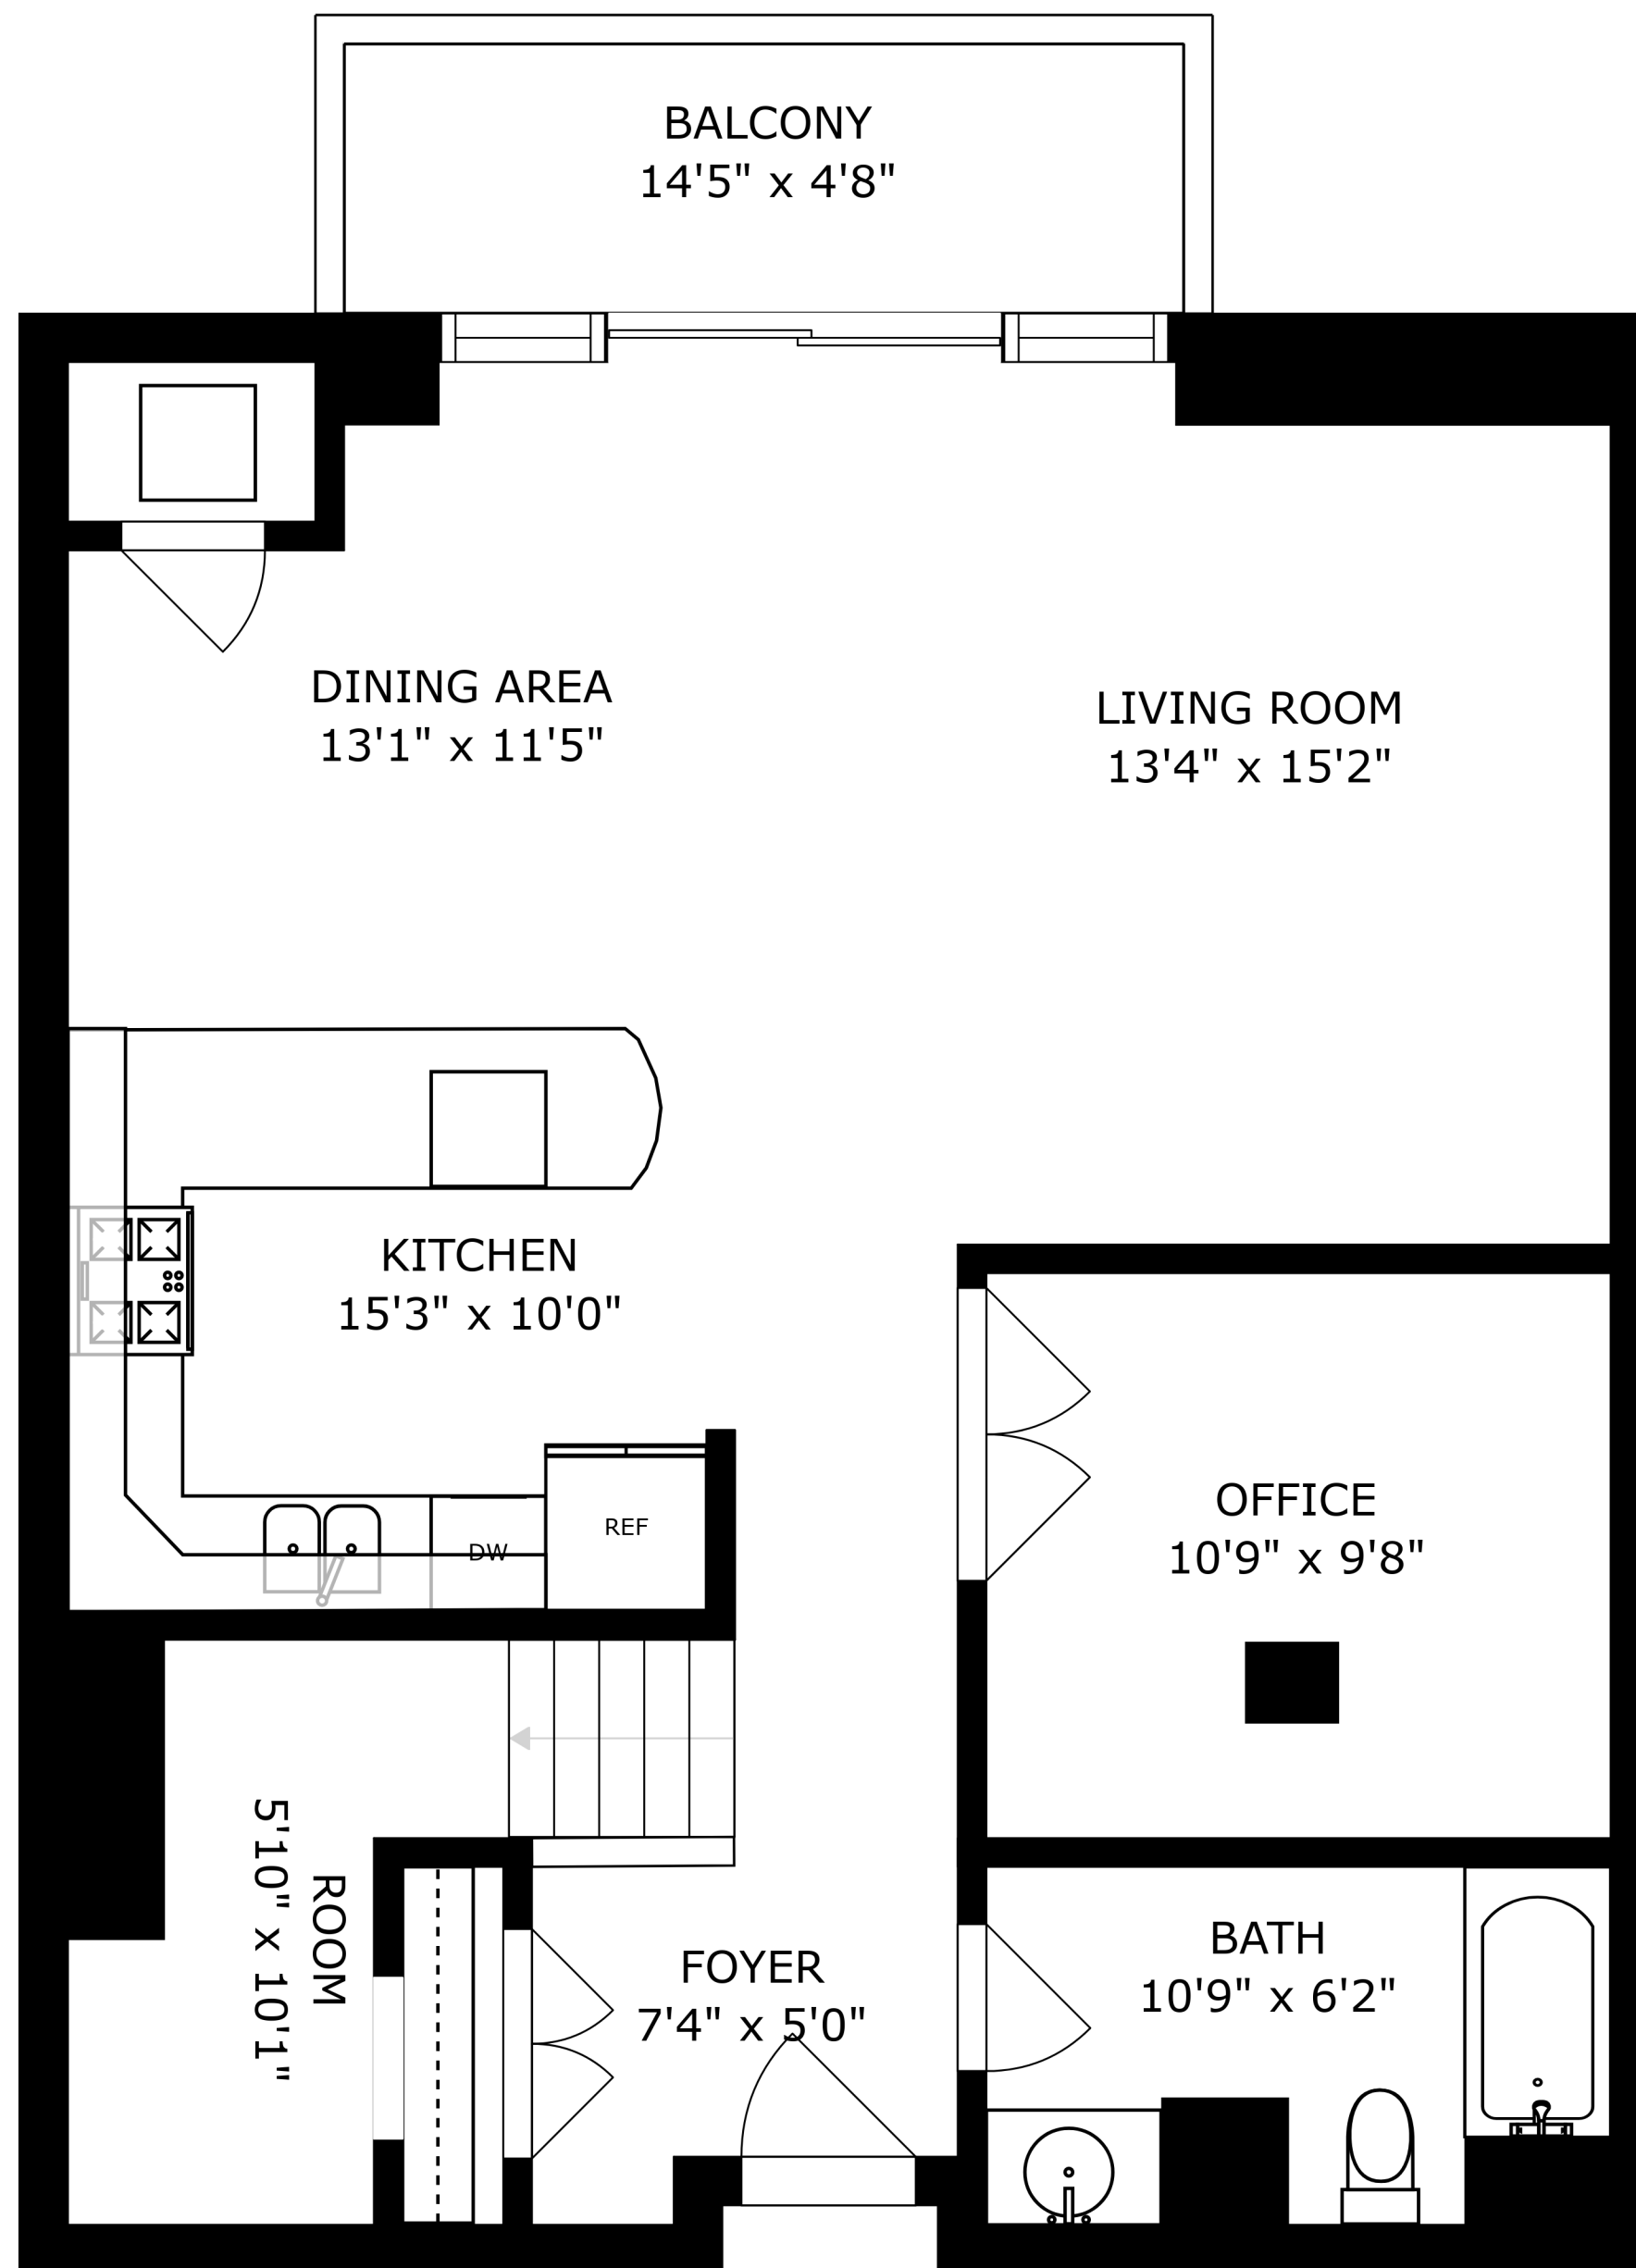 BALCONY
14'5" x 4'8"
DINING AREA
13'1" x 11'5"
LIVING ROOM
13'4" x 15'2"
KITCHEN
15'3" x 10'0"
REF
DW
OFFICE
10'9" x 9'8"
ROOM
5'10" x 10'1"
FOYER
7'4" x 5'0"
BATH
10'9" x 6'2"